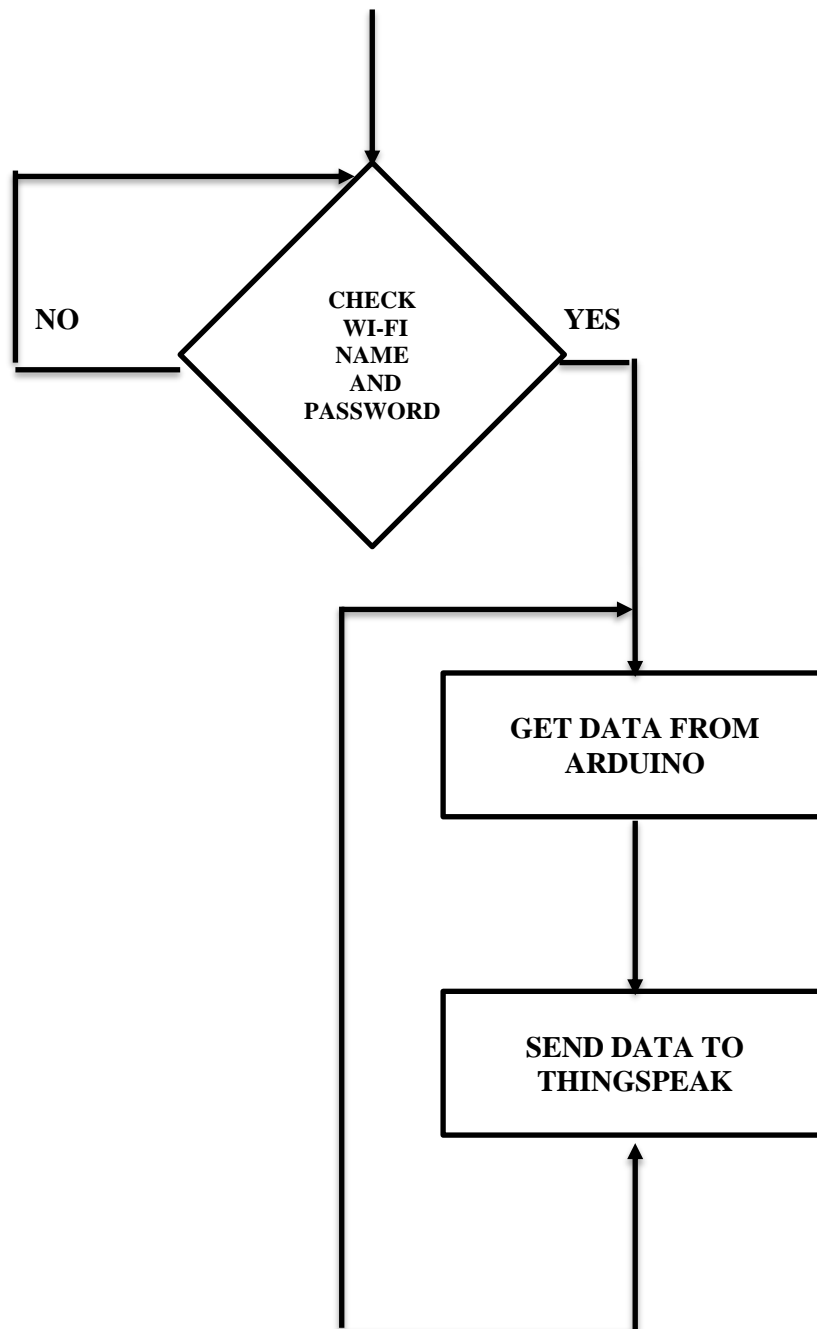 CHECK
WI-FI
NAME
AND
PASSWORD
NO
YES
GET DATA FROM
ARDUINO
SEND DATA TO
THINGSPEAK